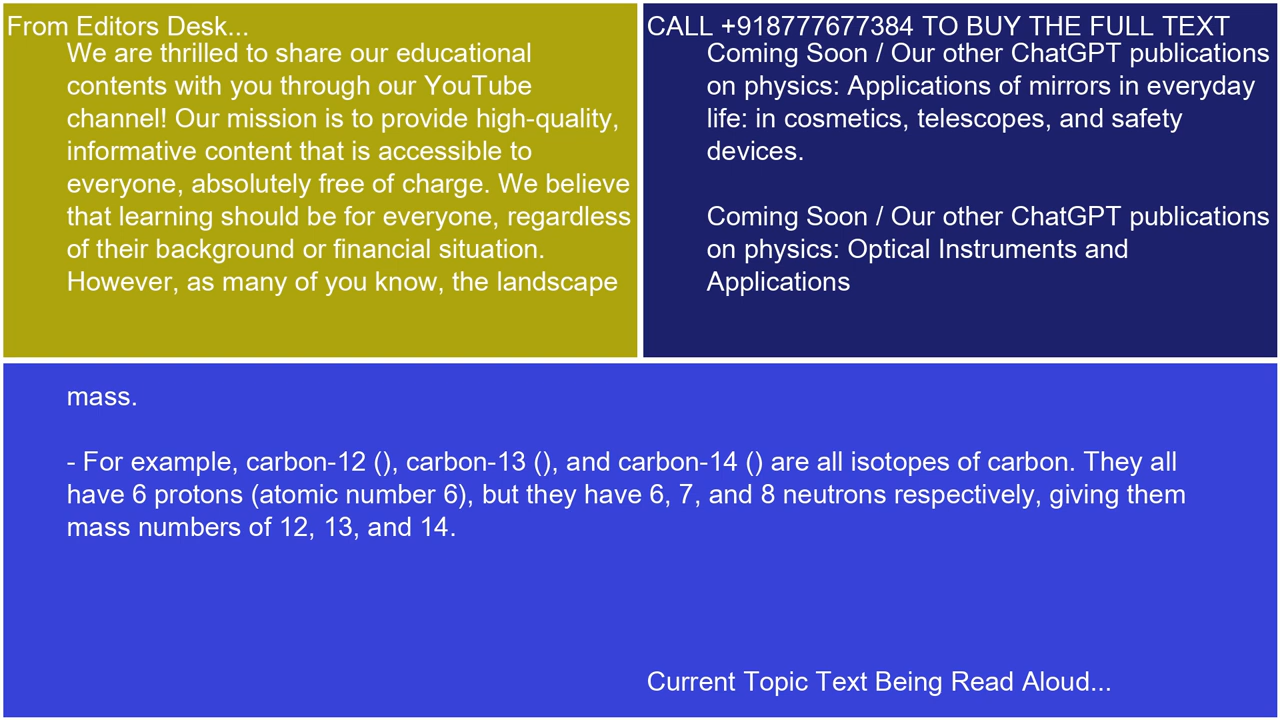 From Editors Desk...
We are thrilled to share our educational
contents with you through our YouTube
channel! Our mission is to provide high-quality,
informative content that is accessible to
everyone, absolutely free of charge. We believe
that learning should be for everyone, regardless
of their background or financial situation.
However, as many of you know, the landscape
CALL +918777677384 TO BUY THE FULL TEXT
Coming Soon / Our other ChatGPT publications
on physics: Applications of mirrors in everyday
life: in cosmetics, telescopes, and safety
devices.
Coming Soon / Our other ChatGPT publications
on physics: Optical Instruments and
Applications
mass.
- For example, carbon-12 (), carbon-13 (), and carbon-14 () are all isotopes of carbon. They all
have 6 protons (atomic number 6), but they have 6, 7, and 8 neutrons respectively, giving them
mass numbers of 12, 13, and 14.
Current Topic Text Being Read Aloud...